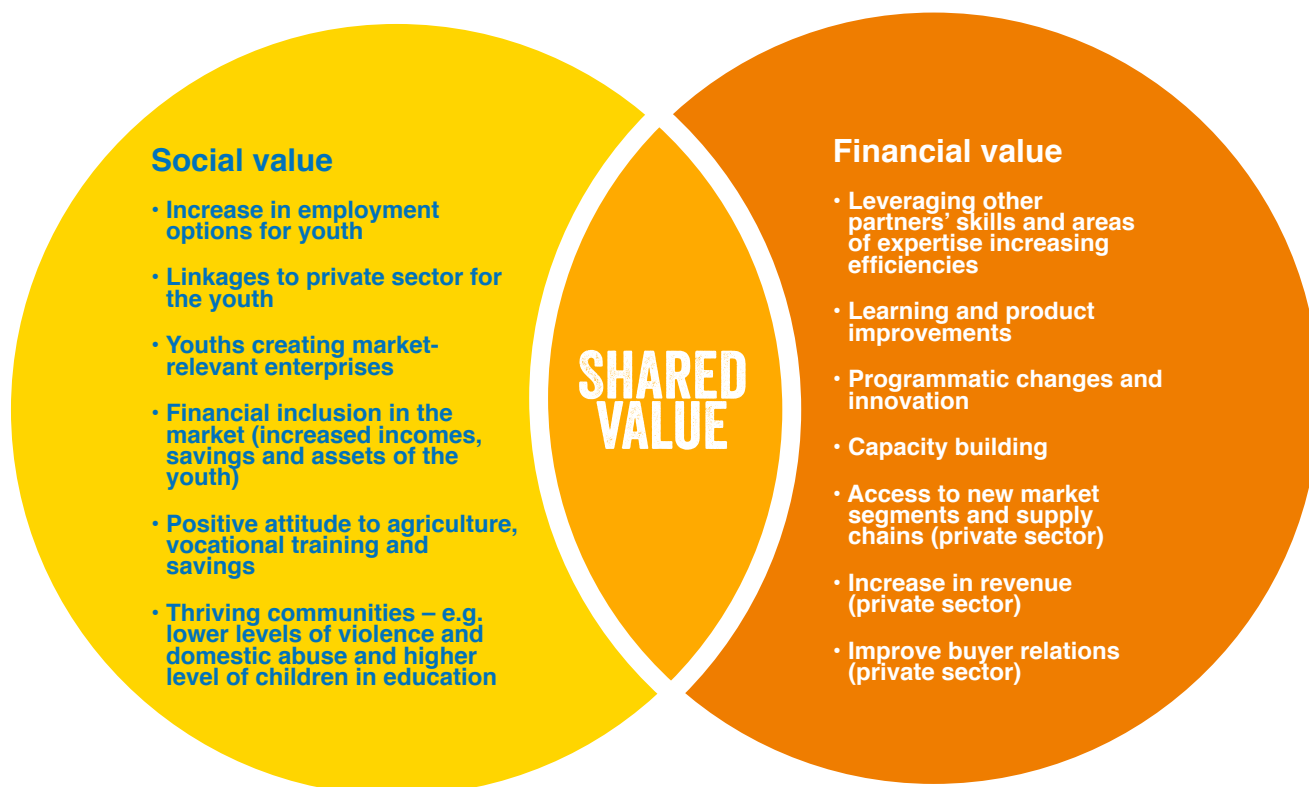 Social value
• Increase in employment
options for youth
• Linkages to private sector for
the youth
• Youths creating market-
relevant enterprises
• Financial inclusion in the
market (increased incomes,
savings and assets of the
youth)
• Positive attitude to agriculture,
vocational training and
savings
• Thriving communities – e.g.
lower levels of violence and
domestic abuse and higher
level of children in education
SHARED
VALUE
Financial value
• Leveraging other
partners’ skills and areas
of expertise increasing
efficiencies
• Learning and product
improvements
• Programmatic changes and
innovation
• Capacity building
• Access to new market
segments and supply
chains (private sector)
• Increase in revenue
(private sector)
• Improve buyer relations
(private sector)